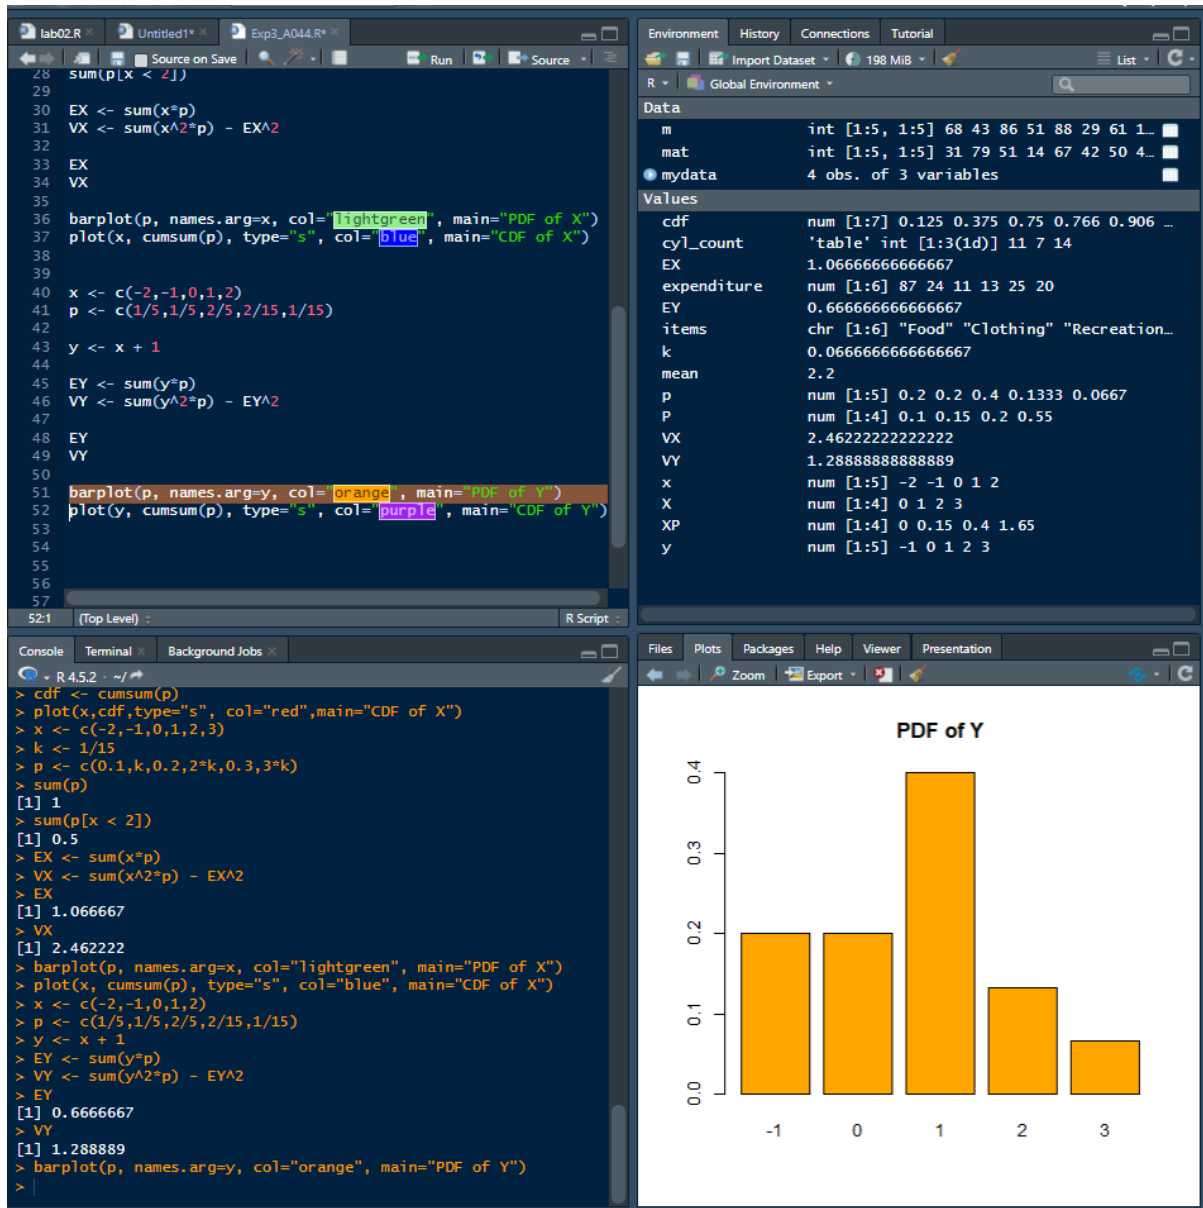 lab02.R
Untitled1*
Exp3_A044.R*
Source on Save
Run
Source
28 sum(p[x < 2])
29
30 EX <- sum(x*p)
31 VX <- sum(x^2*p) - EX^2
32
33 EX
34 VX
35
36 barplot(p, names.arg=x, col="lightgreen", main="PDF of X")
37 plot(x, cumsum(p), type="s", col="blue", main="CDF of X")
38
39
40 x <- c(-2,-1,0,1,2)
41 p <- c(1/5,1/5,2/5,2/15,1/15)
42
43 y <- x + 1
44
45 EY <- sum(y*p)
46 VY <- sum(y^2*p) - EY^2
47
48 EY
49 VY
50
51 barplot(p, names.arg=y, col="orange", main="PDF of Y")
52 plot(y, cumsum(p), type="s", col="purple", main="CDF of Y")
53
54
55
56
57
52:1 (Top Level) R Script
Console Terminal Background Jobs
R 4.5.2 · ~/
> cdf <- cumsum(p)
> plot(x,cdf,type="s", col="red",main="CDF of X")
> x <- c(-2,-1,0,1,2,3)
> k <- 1/15
> p <- c(0.1,k,0.2,2*k,0.3,3*k)
> sum(p)
[1] 1
> sum(p[x < 2])
[1] 0.5
> EX <- sum(x*p)
> VX <- sum(x^2*p) - EX^2
> EX
[1] 1.066667
> VX
[1] 2.462222
> barplot(p, names.arg=x, col="lightgreen", main="PDF of X")
> plot(x, cumsum(p), type="s", col="blue", main="CDF of X")
> x <- c(-2,-1,0,1,2)
> p <- c(1/5,1/5,2/5,2/15,1/15)
> y <- x + 1
> EY <- sum(y*p)
> VY <- sum(y^2*p) - EY^2
> EY
[1] 0.6666667
> VY
[1] 1.288889
> barplot(p, names.arg=y, col="orange", main="PDF of Y")
>
Environment History Connections Tutorial
Import Dataset 198 MiB List
R Global Environment
Data
m int [1:5, 1:5] 68 43 86 51 88 29 61 1…
mat int [1:5, 1:5] 31 79 51 14 67 42 50 4…
mydata 4 obs. of 3 variables
Values
cdf num [1:7] 0.125 0.375 0.75 0.766 0.906 …
cyl_count 'table' int [1:3(1d)] 11 7 14
EX 1.06666666666667
expenditure num [1:6] 87 24 11 13 25 20
EY 0.666666666666667
items chr [1:6] "Food" "Clothing" "Recreation…
k 0.0666666666666667
mean 2.2
p num [1:5] 0.2 0.2 0.4 0.1333 0.0667
P num [1:4] 0.1 0.15 0.2 0.55
VX 2.46222222222222
VY 1.28888888888889
x num [1:5] -2 -1 0 1 2
X num [1:4] 0 1 2 3
XP num [1:4] 0 0.15 0.4 1.65
y num [1:5] -1 0 1 2 3
Files Plots Packages Help Viewer Presentation
Zoom Export
PDF of Y
0.4
0.3
0.2
0.1
0.0
-1 0 1 2 3